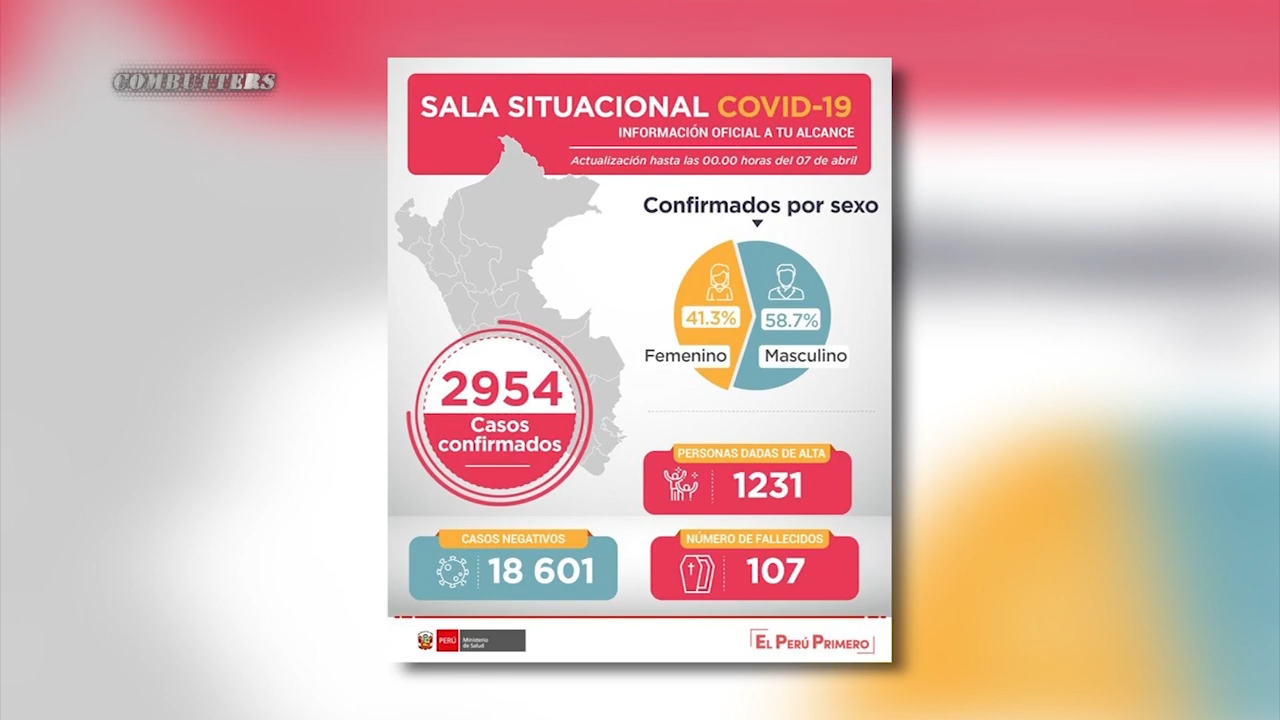 COMBUTTERS
SALA SITUACIONAL COVID-19
INFORMACIÓN OFICIAL A TU ALCANCE
Actualización hasta las 00.00 horas del 07 de abril
Confirmados por sexo
41.3%
58.7%
Femenino
Masculino
2954
Casos
confirmados
PERSONAS DADAS DE ALTA
1231
CASOS NEGATIVOS
18 601
NÚMERO DE FALLECIDOS
107
PERÚ
Ministerio
de Salud
EL PERÚ PRIMERO